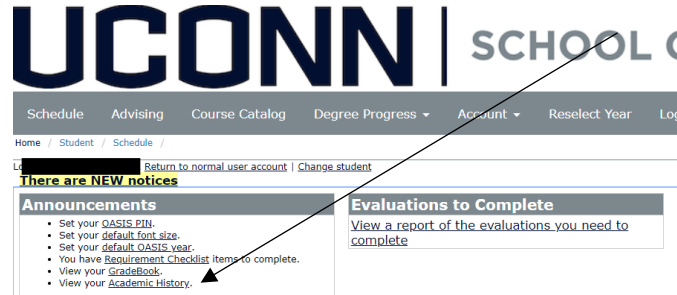 UCONN | SCHOOL
Schedule Advising Course Catalog Degree Progress Account Reselect Year
Home / Student / Schedule /
Return to normal user account | Change student
There are NEW notices
Announcements
• Set your OASIS PIN.
• Set your default font size.
• Set your default OASIS year.
• You have Requirement Checklist items to complete.
• View your GradeBook.
• View your Academic History.
Evaluations to Complete
View a report of the evaluations you need to
complete